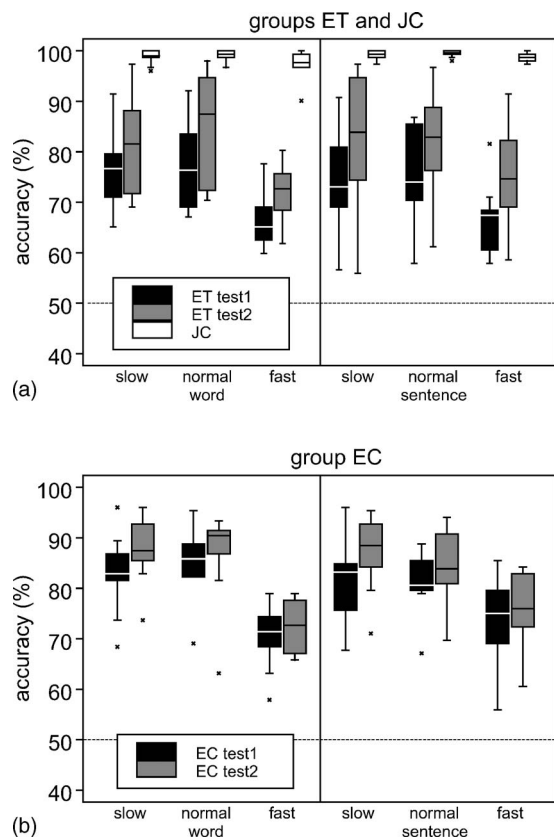 groups ET and JC
100
90
80
70
60
50
40
accuracy (%)
ET test1
ET test2
JC
slow normal fast slow normal fast
word sentence
(a)
group EC
100
90
80
70
60
50
40
accuracy (%)
EC test1
EC test2
slow normal fast slow normal fast
word sentence
(b)